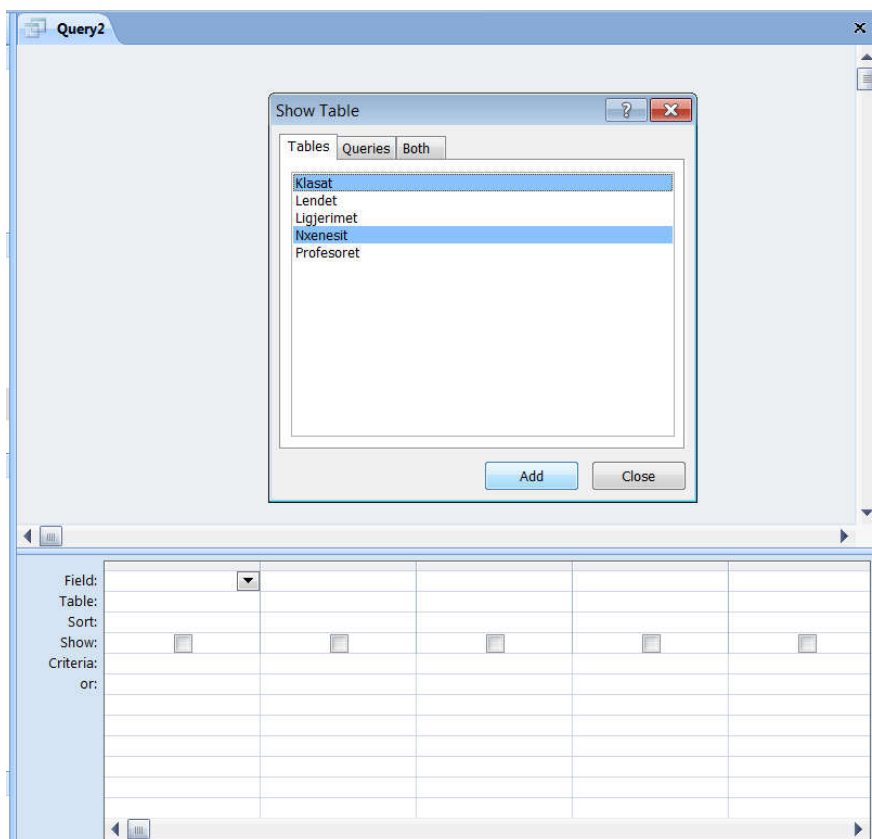 Query2
Show Table
Tables Queries Both
Klasat
Lendet
Ligjerimet
Nxenesit
Profesoret
Add Close
Field:
Table:
Sort:
Show:
Criteria:
or: